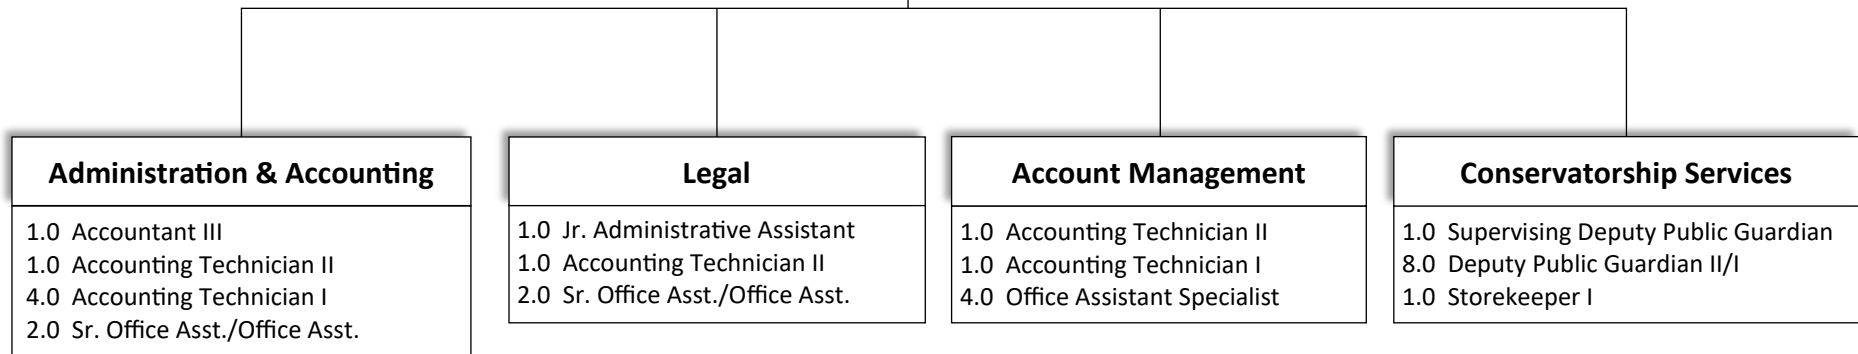 Administration & Accounting
1.0 Accountant III
1.0 Accounting Technician II
4.0 Accounting Technician I
2.0 Sr. Office Asst./Office Asst.
Legal
1.0 Jr. Administrative Assistant
1.0 Accounting Technician II
2.0 Sr. Office Asst./Office Asst.
Account Management
1.0 Accounting Technician II
1.0 Accounting Technician I
4.0 Office Assistant Specialist
Conservatorship Services
1.0 Supervising Deputy Public Guardian
8.0 Deputy Public Guardian II/I
1.0 Storekeeper I